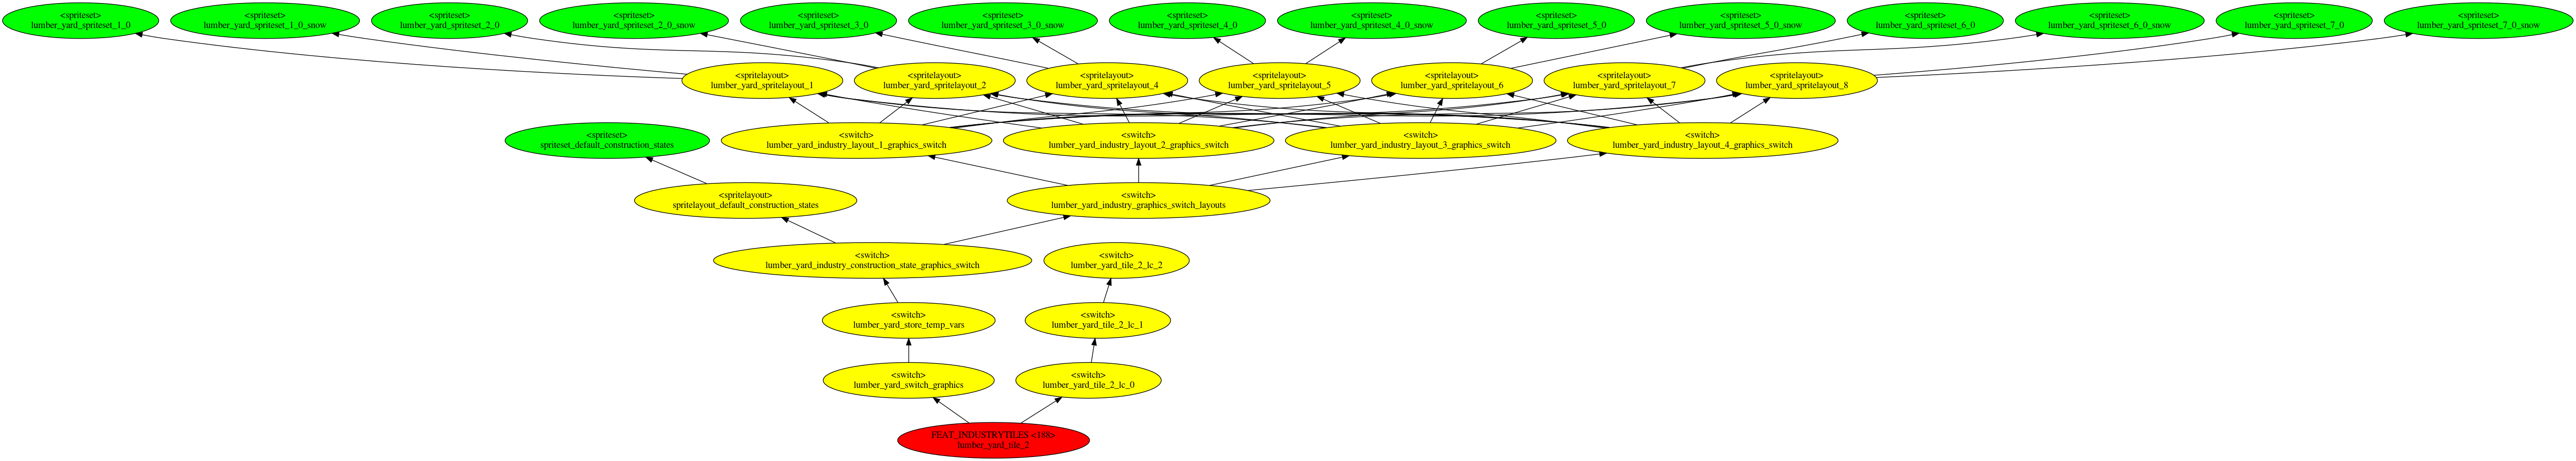 <spriteset>
lumber_yard_spriteset_1_0
<spriteset>
lumber_yard_spriteset_1_0_snow
<spriteset>
lumber_yard_spriteset_2_0
<spriteset>
lumber_yard_spriteset_2_0_snow
<spriteset>
lumber_yard_spriteset_3_0
<spriteset>
lumber_yard_spriteset_3_0_snow
<spriteset>
lumber_yard_spriteset_4_0
<spriteset>
lumber_yard_spriteset_4_0_snow
<spriteset>
lumber_yard_spriteset_5_0
<spriteset>
lumber_yard_spriteset_5_0_snow
<spriteset>
lumber_yard_spriteset_6_0
<spriteset>
lumber_yard_spriteset_6_0_snow
<spriteset>
lumber_yard_spriteset_7_0
<spriteset>
lumber_yard_spriteset_7_0_snow
<spritelayout>
lumber_yard_spritelayout_1
<spritelayout>
lumber_yard_spritelayout_2
<spritelayout>
lumber_yard_spritelayout_4
<spritelayout>
lumber_yard_spritelayout_5
<spritelayout>
lumber_yard_spritelayout_6
<spritelayout>
lumber_yard_spritelayout_7
<spritelayout>
lumber_yard_spritelayout_8
<spriteset>
spriteset_default_construction_states
<switch>
lumber_yard_industry_layout_1_graphics_switch
<switch>
lumber_yard_industry_layout_2_graphics_switch
<switch>
lumber_yard_industry_layout_3_graphics_switch
<switch>
lumber_yard_industry_layout_4_graphics_switch
<spritelayout>
spritelayout_default_construction_states
<switch>
lumber_yard_industry_graphics_switch_layouts
<switch>
lumber_yard_industry_construction_state_graphics_switch
<switch>
lumber_yard_tile_2_lc_2
<switch>
lumber_yard_store_temp_vars
<switch>
lumber_yard_tile_2_lc_1
<switch>
lumber_yard_switch_graphics
<switch>
lumber_yard_tile_2_lc_0
FEAT_INDUSTRYTILES <188>
lumber_yard_tile_2